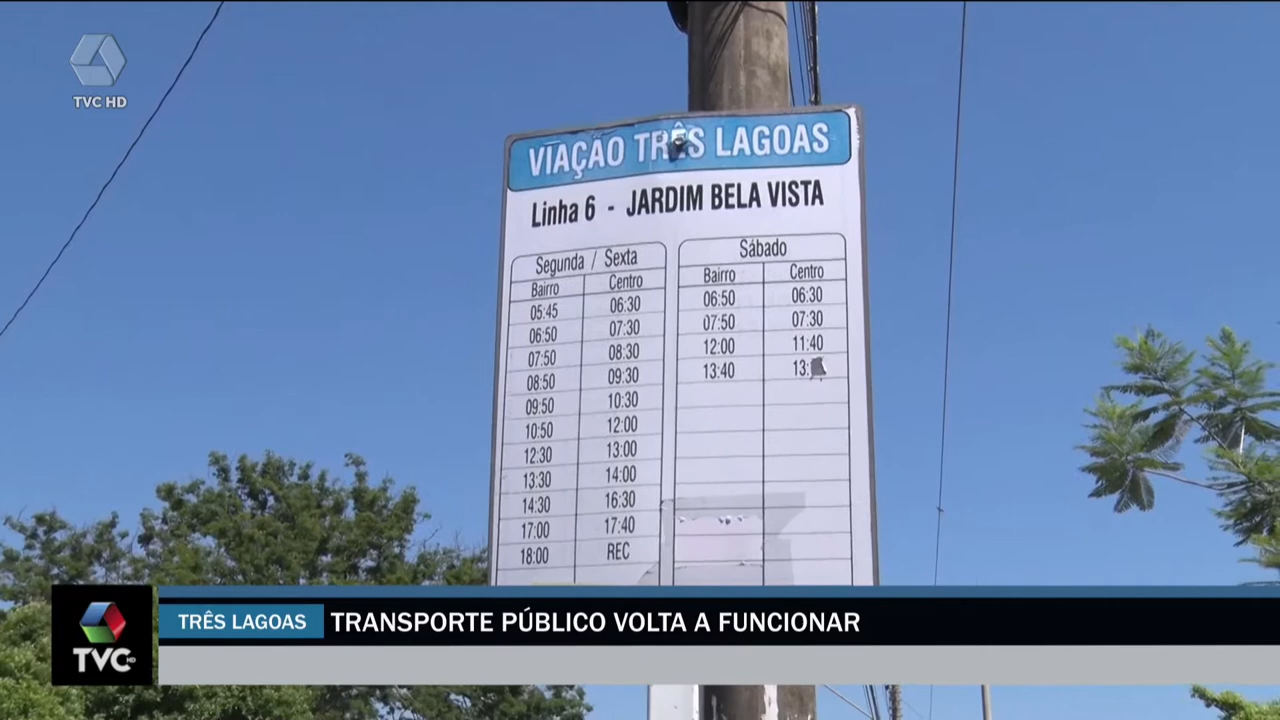 TVC HD
VIAÇÃO TRÊS LAGOAS
Linha 6 - JARDIM BELA VISTA
Segunda / Sexta
Bairro Centro
05:45 06:30
06:50 07:30
07:50 08:30
08:50 09:30
09:50 10:30
10:50 12:00
12:30 13:00
13:30 14:00
14:30 16:30
17:00 17:40
18:00 REC
Sábado
Bairro Centro
06:50 06:30
07:50 07:30
12:00 11:40
13:40
TRÊS LAGOAS TRANSPORTE PÚBLICO VOLTA A FUNCIONAR
TVC HD